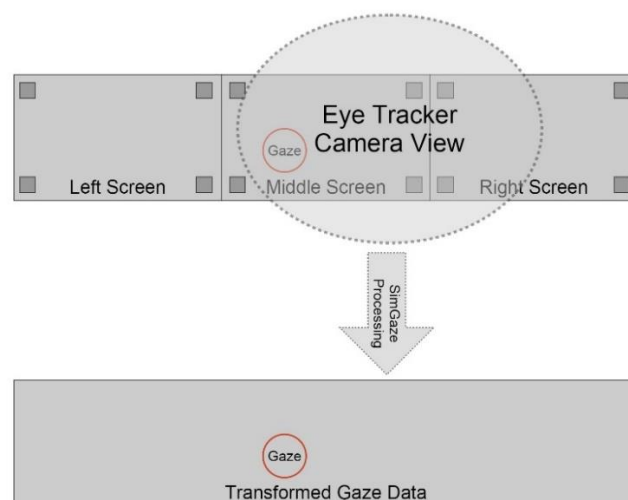 Eye Tracker
Camera View
Gaze
Left Screen
Middle Screen
Right Screen
SimGaze
Processing
Gaze
Transformed Gaze Data